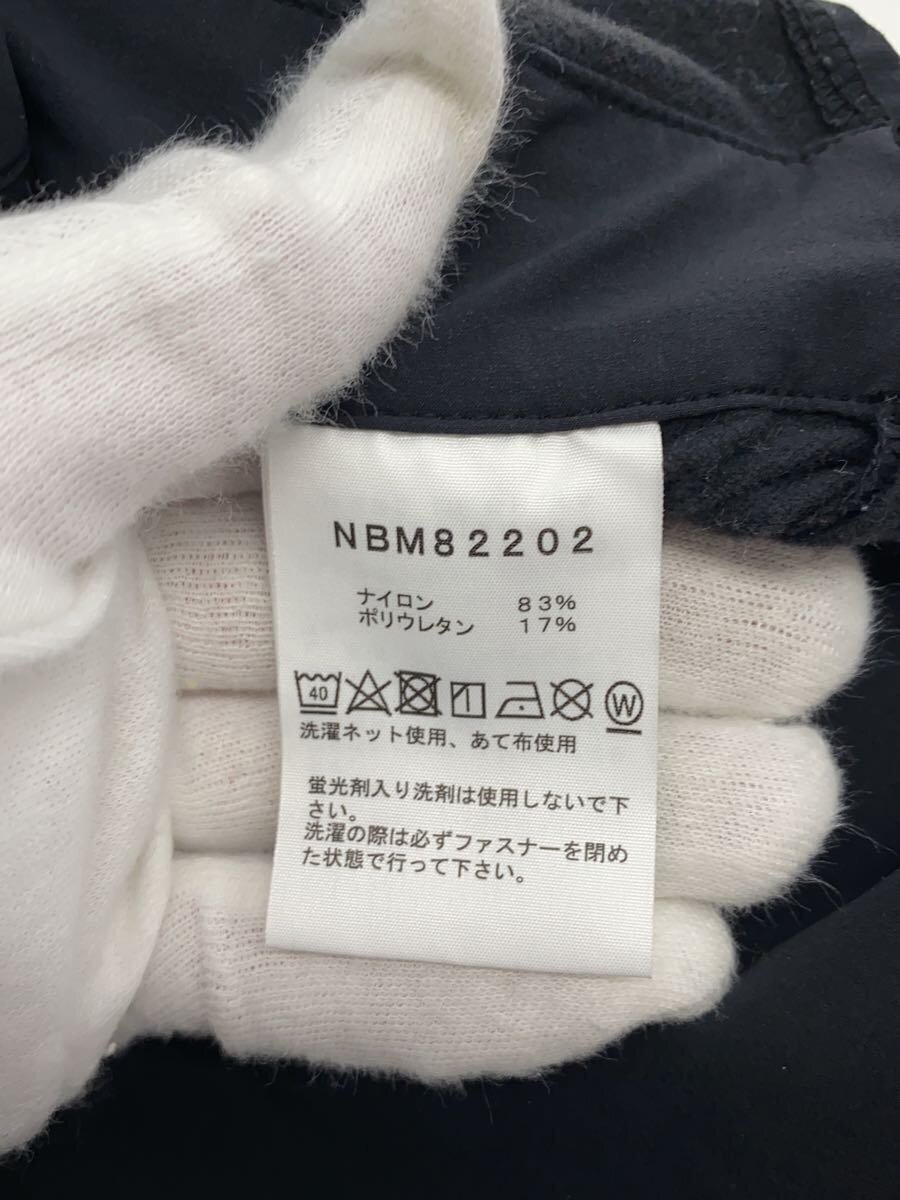 NBM82202
ナイロン 83%
ポリウレタン 17%
40 W
洗濯ネット使用、あて布使用
蛍光剤入り洗剤は使用しないで下
さい。
洗濯の際は必ずファスナーを閉め
た状態で行って下さい。